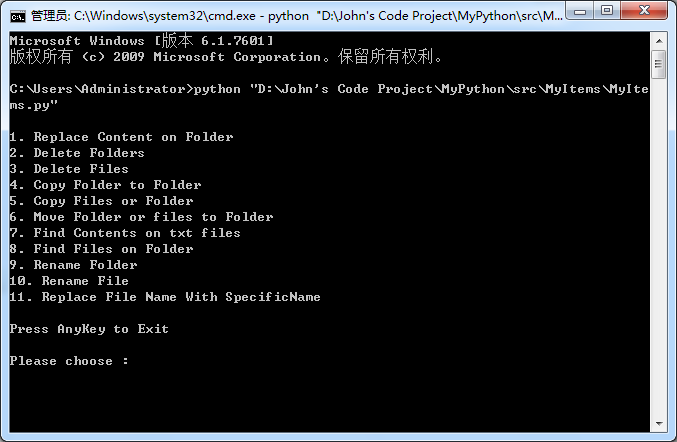 管理员: C:\Windows\system32\cmd.exe - python  "D:\John's Code Project\MyPython\src\M...
Microsoft Windows [版本 6.1.7601]
版权所有 (c) 2009 Microsoft Corporation。保留所有权利。
C:\Users\Administrator>python "D:\John's Code Project\MyPython\src\MyItems\MyIte
ms.py"
1. Replace Content on Folder
2. Delete Folders
3. Delete Files
4. Copy Folder to Folder
5. Copy Files or Folder
6. Move Folder or files to Folder
7. Find Contents on txt files
8. Find Files on Folder
9. Rename Folder
10. Rename File
11. Replace File Name With SpecificName
Press AnyKey to Exit
Please choose :